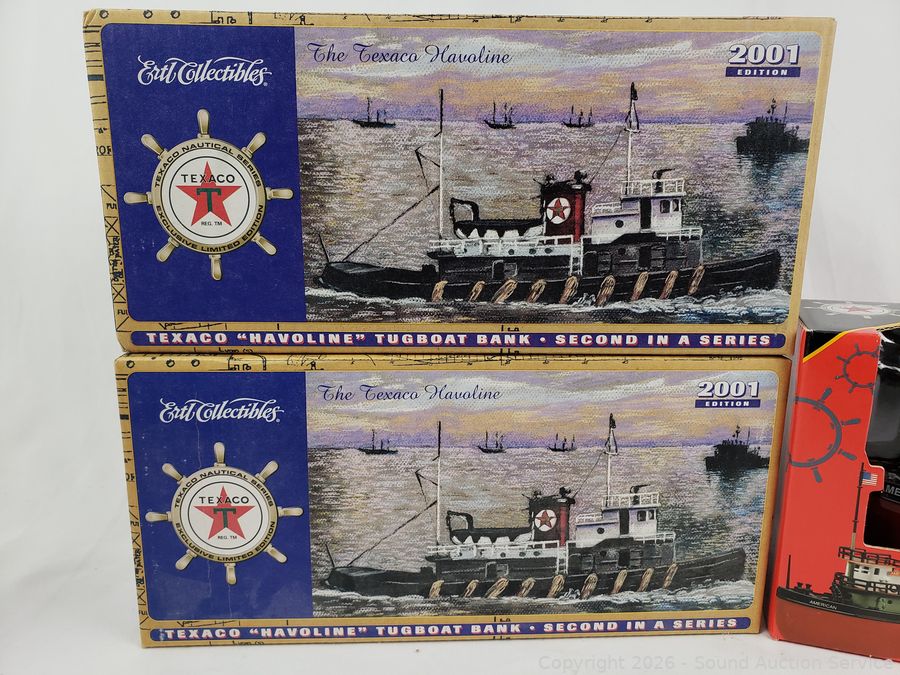 Ertl Collectibles®
The Texaco Havoline
2001
EDITION
TEXACO NAUTICAL SERIES
TEXACO
T
REG. TM
EXCLUSIVE LIMITED EDITION
TEXACO “HAVOLINE” TUGBOAT BANK • SECOND IN A SERIES
Ertl Collectibles®
The Texaco Havoline
2001
EDITION
TEXACO NAUTICAL SERIES
TEXACO
T
REG. TM
EXCLUSIVE LIMITED EDITION
TEXACO “HAVOLINE” TUGBOAT BANK • SECOND IN A SERIES
AMERICAN
Copyright 2026 - Sound Auction Service